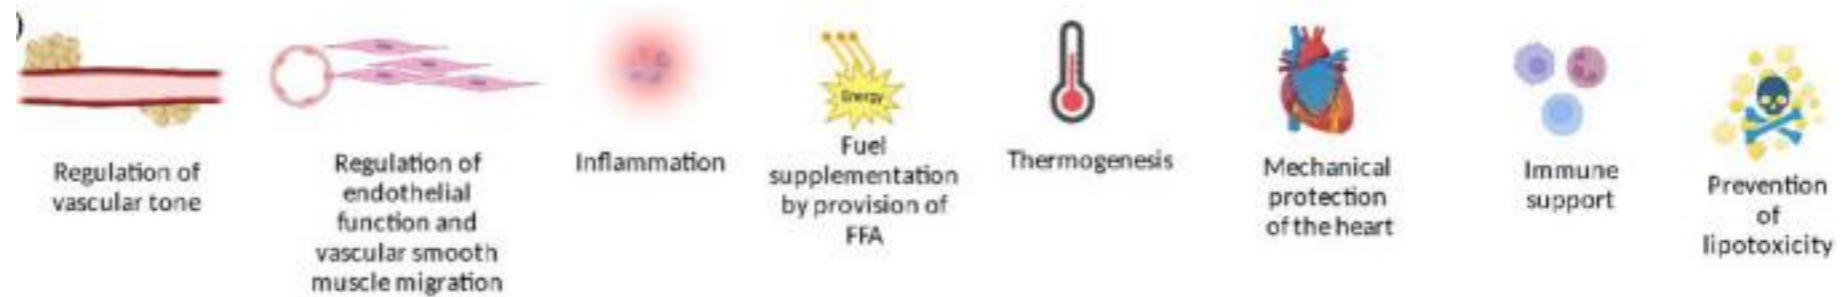 )
Regulation of
vascular tone
Regulation of
endothelial
function and
vascular smooth
muscle migration
Inflammation
Energy
Fuel
supplementation
by provision of
FFA
Thermogenesis
Mechanical
protection
of the heart
Immune
support
Prevention
of
lipotoxicity